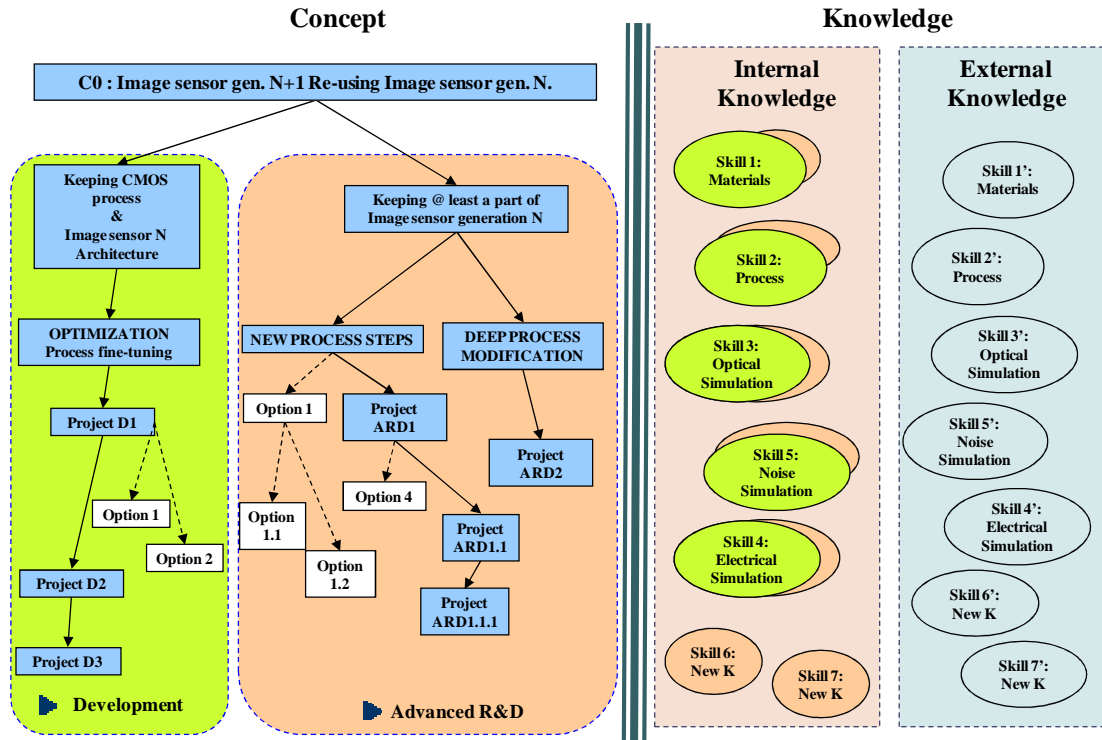 Concept
Knowledge
C0 : Image sensor gen. N+1 Re-using Image sensor gen. N.
Keeping CMOS
process
&
Image sensor N
Architecture
OPTIMIZATION
Process fine-tuning
Project D1
Option 1
Option 2
Project D2
Project D3
Development
Keeping @ least a part of
Image sensor generation N
NEW PROCESS STEPS
DEEP PROCESS
MODIFICATION
Option 1
Project
ARD1
Project
ARD2
Option 4
Option
1.1
Option
1.2
Project
ARD1.1
Project
ARD1.1.1
Advanced R&D
Internal
Knowledge
Skill 1:
Materials
Skill 2:
Process
Skill 3:
Optical
Simulation
Skill 5:
Noise
Simulation
Skill 4:
Electrical
Simulation
Skill 6:
New K
Skill 7:
New K
External
Knowledge
Skill 1’:
Materials
Skill 2’:
Process
Skill 3’:
Optical
Simulation
Skill 5’:
Noise
Simulation
Skill 4’:
Electrical
Simulation
Skill 6’:
New K
Skill 7’:
New K